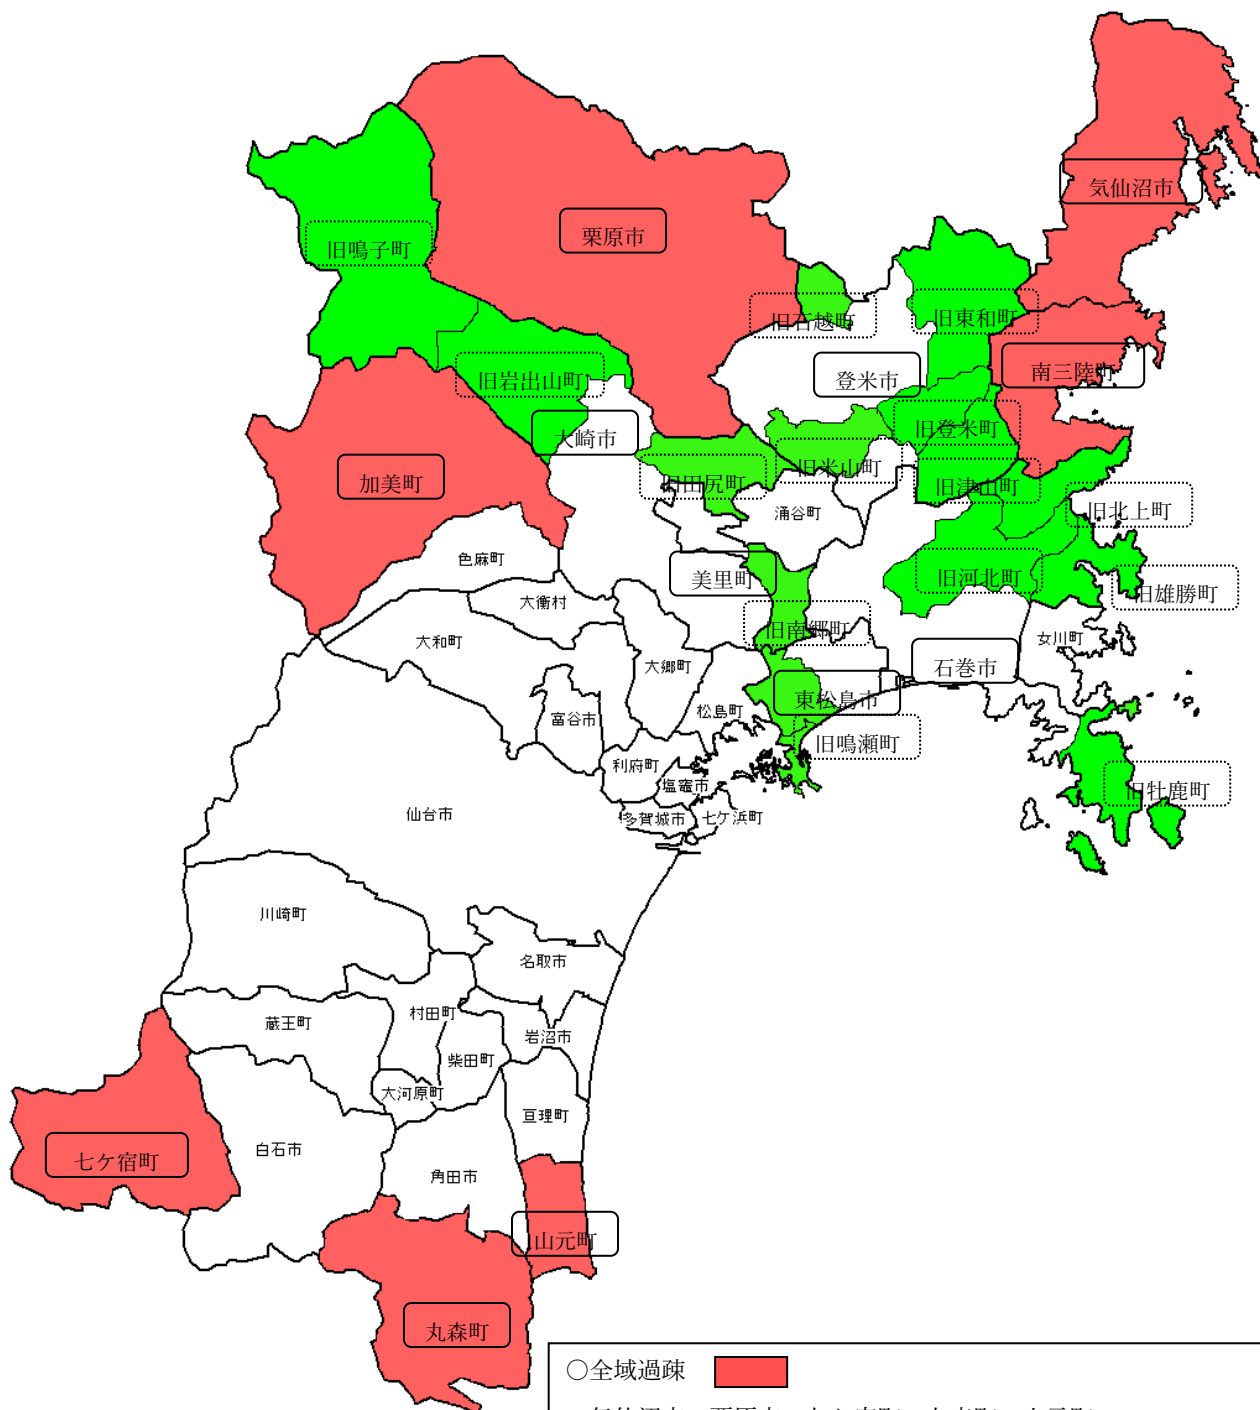 気仙沼市
栗原市
旧鳴子町
旧石越町
旧東和町
南三陸町
登米市
旧岩出山町
旧登米町
大崎市
旧米山町
加美町
旧田尻町
旧津山町
涌谷町
旧北上町
色麻町
美里町
旧河北町
旧雄勝町
大衡村
旧南郷町
大和町
女川町
大郷町
石巻市
東松島市
富谷市
松島町
旧鳴瀬町
利府町
塩竈市
旧牡鹿町
仙台市
多賀城市
七ケ浜町
川崎町
名取市
村田町
蔵王町
岩沼市
柴田町
大河原町
亘理町
白石市
七ケ宿町
角田市
山元町
丸森町
○全域過疎